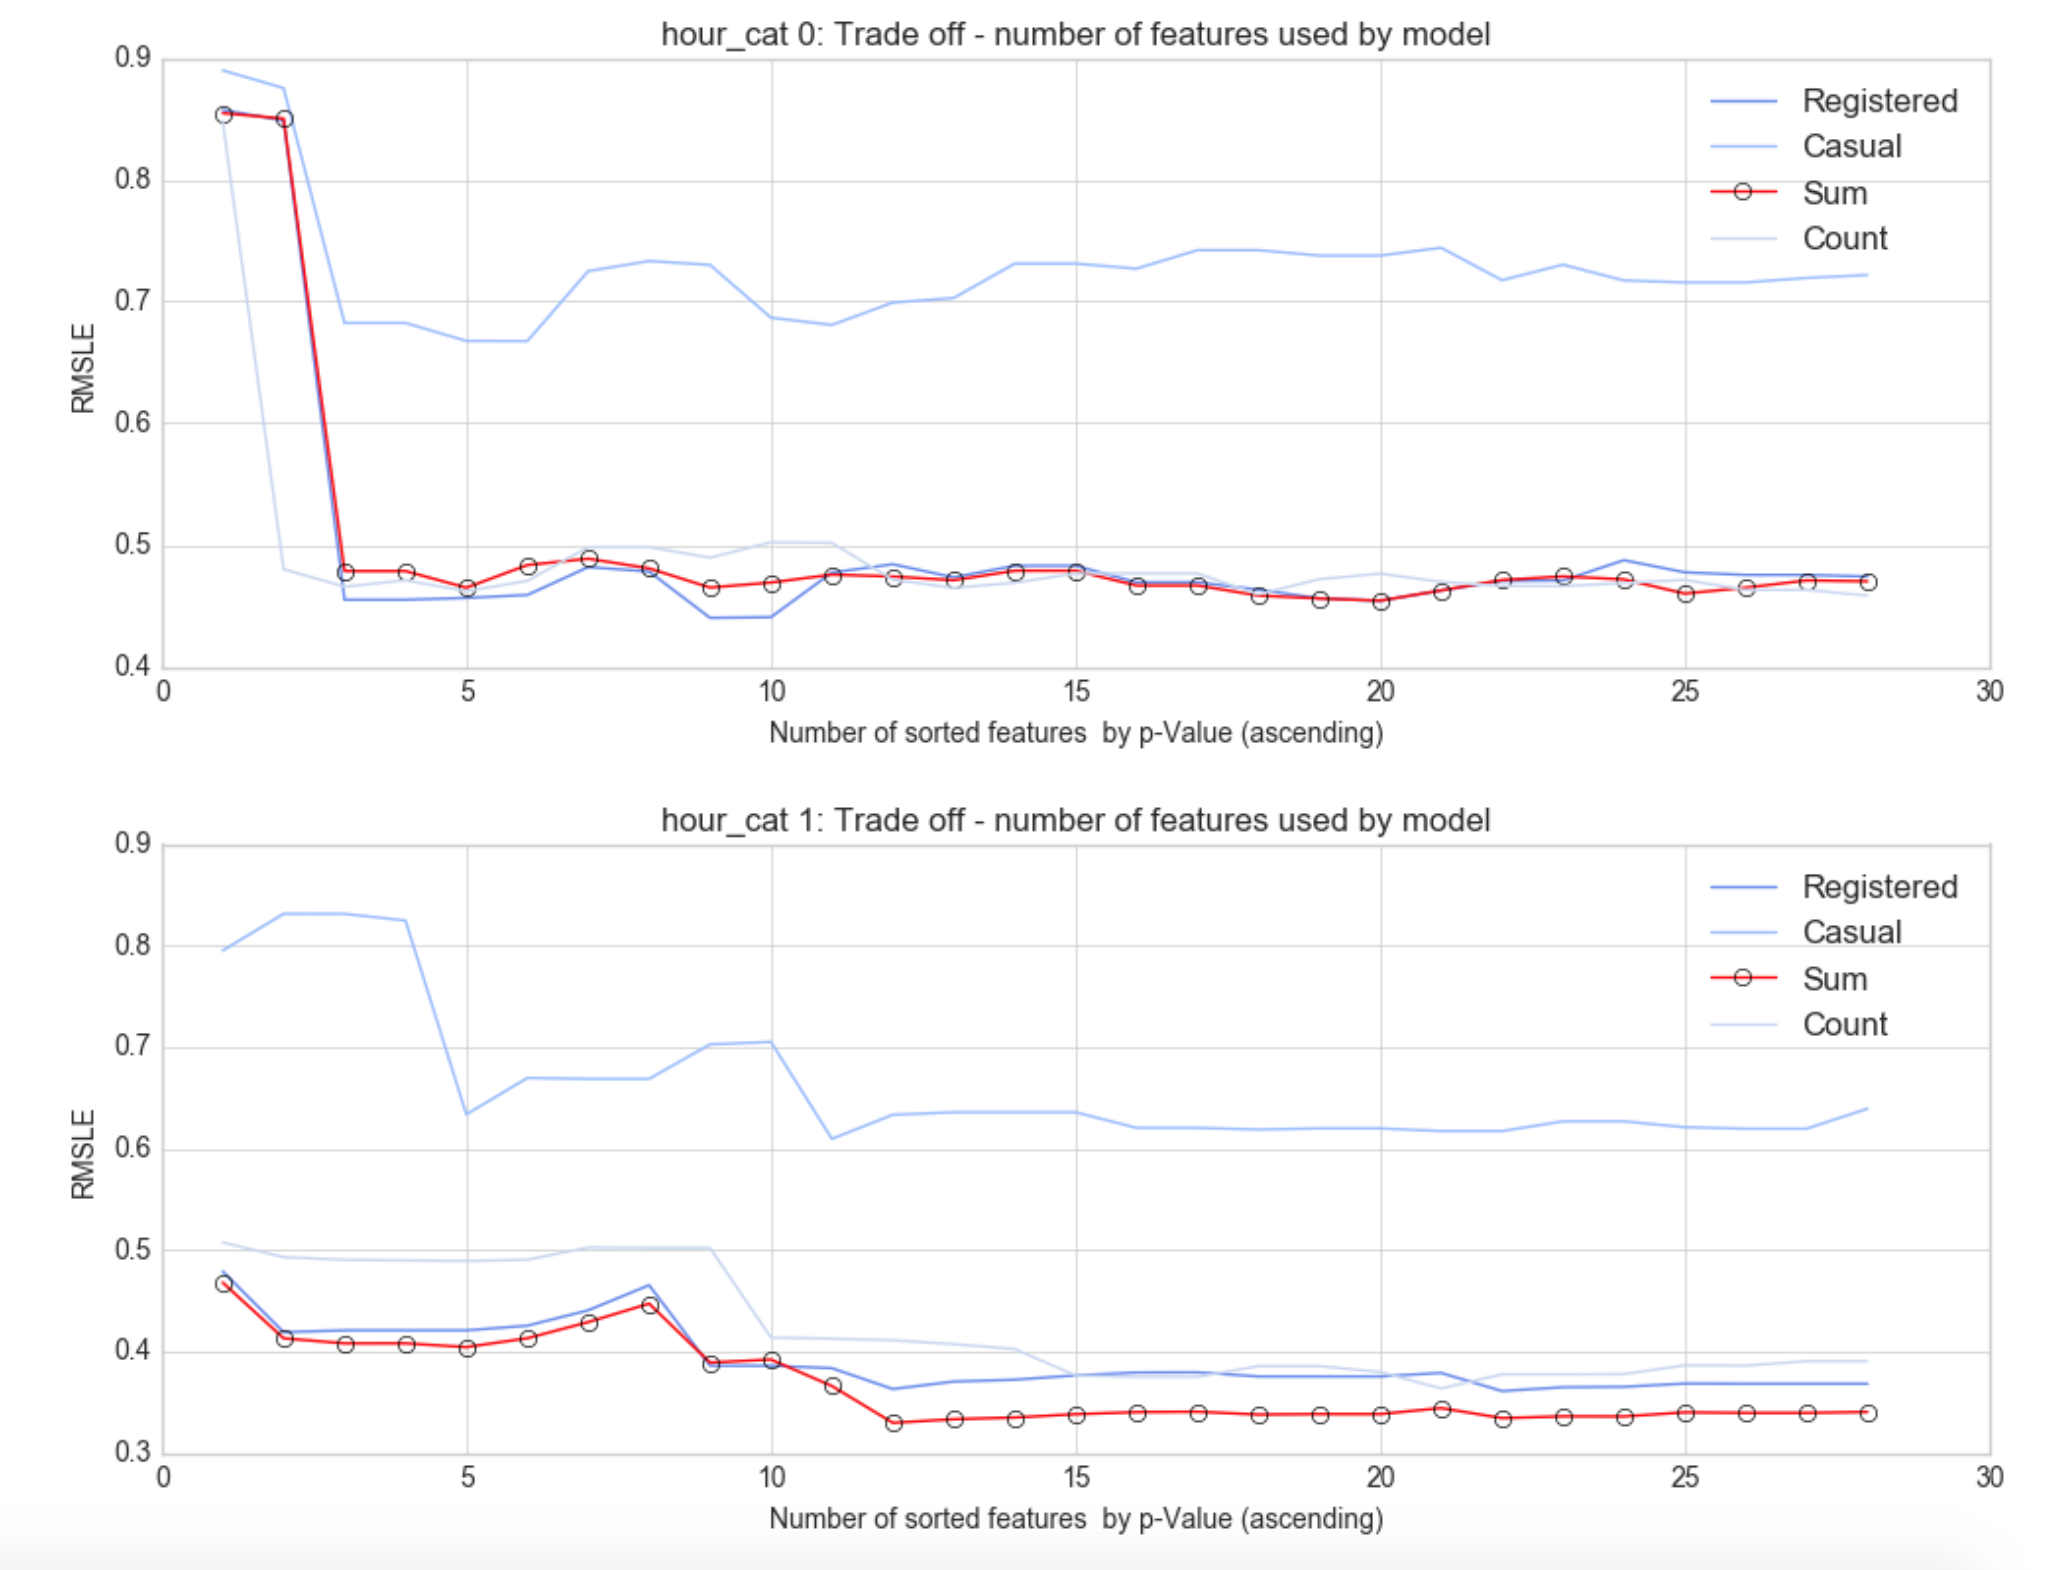 hour_cat 0: Trade off - number of features used by model
0.9
0.8
0.7
0.6
0.5
0.4
RMSLE
Registered
Casual
Sum
Count
0 5 10 15 20 25 30
Number of sorted features  by p-Value (ascending)
hour_cat 1: Trade off - number of features used by model
0.9
0.8
0.7
0.6
0.5
0.4
0.3
RMSLE
Registered
Casual
Sum
Count
0 5 10 15 20 25 30
Number of sorted features  by p-Value (ascending)